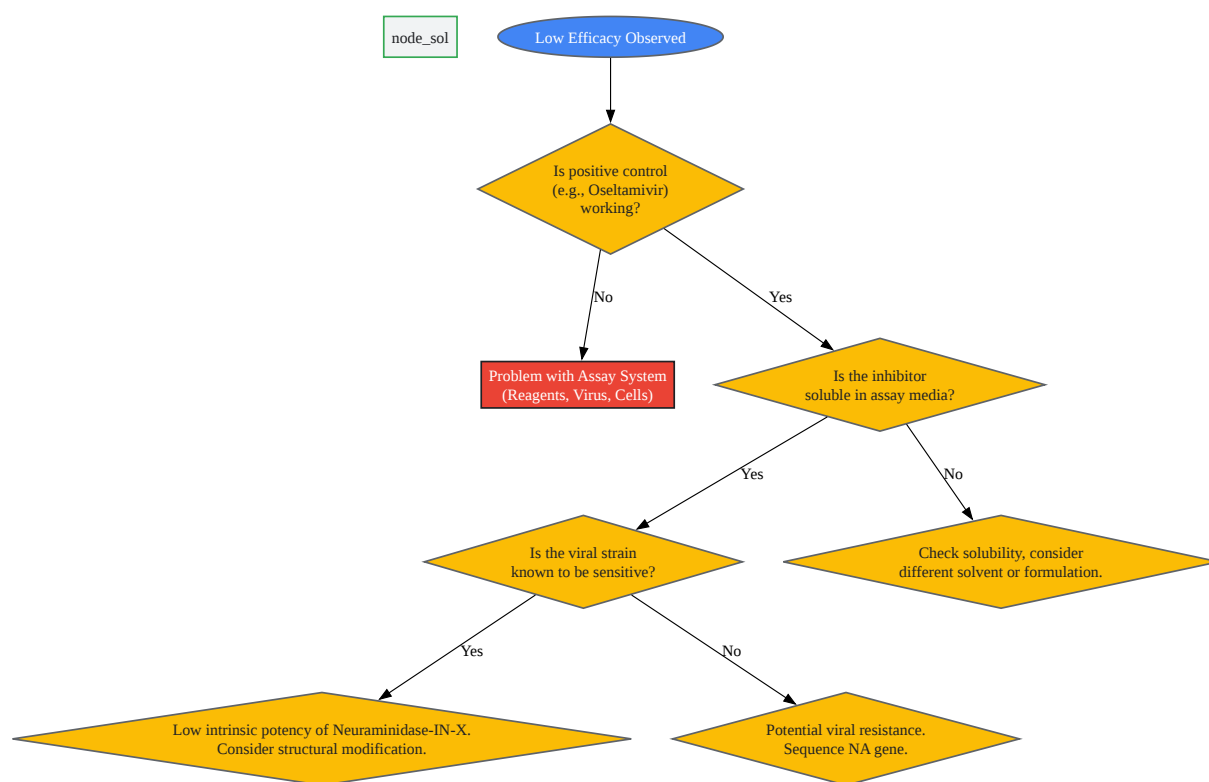 node_sol
Low Efficacy Observed
Is positive control
(e.g., Oseltamivir)
working?
No
Yes
Problem with Assay System
(Reagents, Virus, Cells)
Is the inhibitor
soluble in assay media?
Yes
No
Is the viral strain
known to be sensitive?
Check solubility, consider
different solvent or formulation.
Yes
No
Low intrinsic potency of Neuraminidase-IN-X.
Consider structural modification.
Potential viral resistance.
Sequence NA gene.